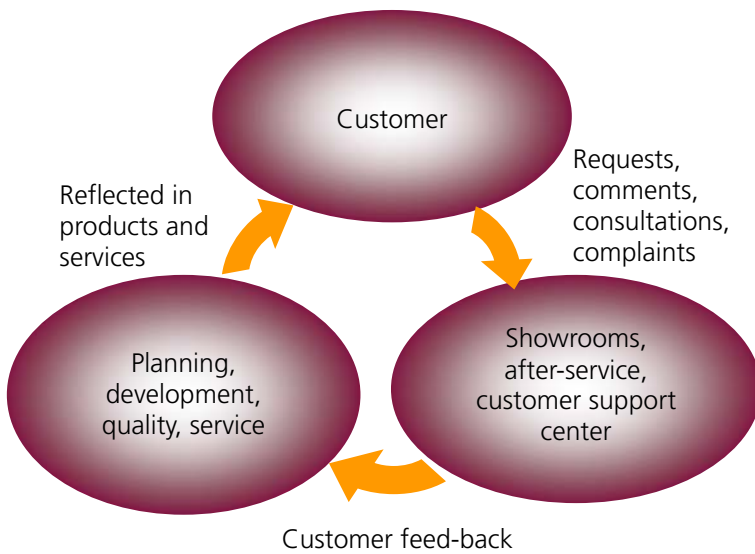 Customer
Requests,
comments,
consultations,
complaints
Reflected in
products and
services
Showrooms,
after-service,
customer support
center
Planning,
development,
quality, service
Customer feed-back